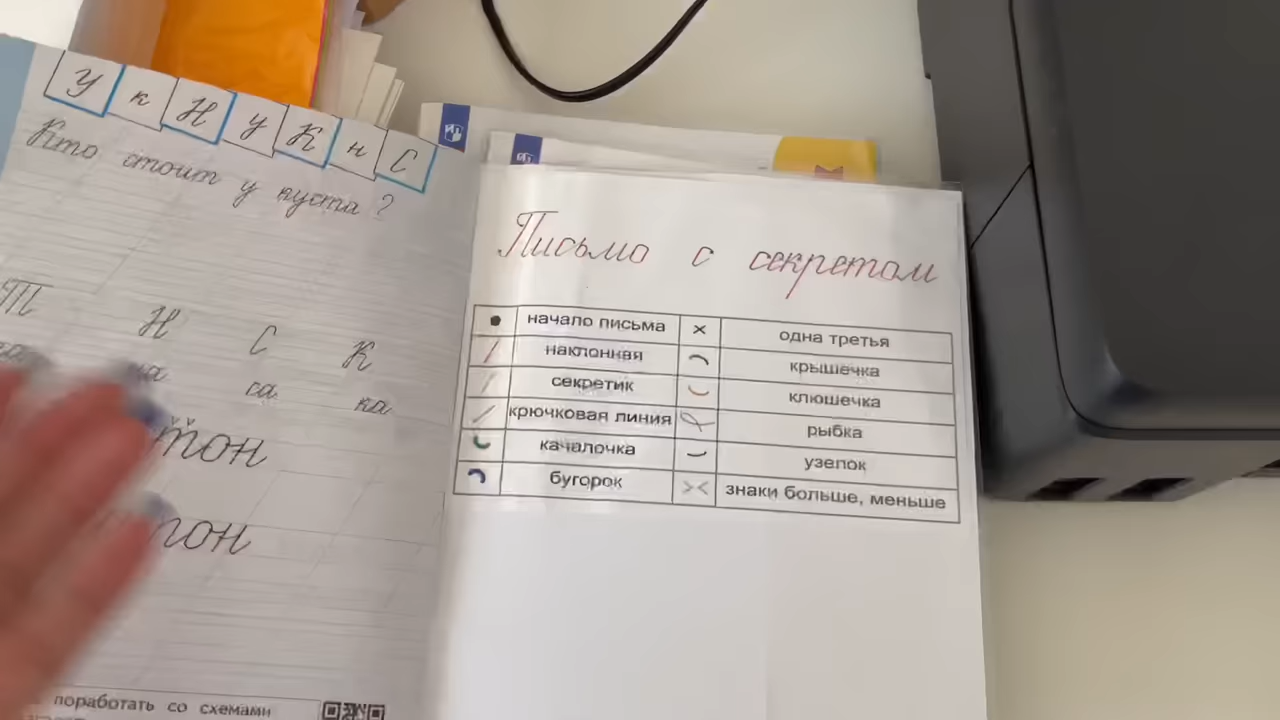 У к Н у К н С
Кто стоит у куста ?
Т Н С К
на са ка
тон
тон
поработать со схемами
Письмо с секретом
начало письма × одна третья
наклонная крышечка
секретик клюшечка
крючковая линия рыбка
качалочка узелок
бугорок >< знаки больше, меньше